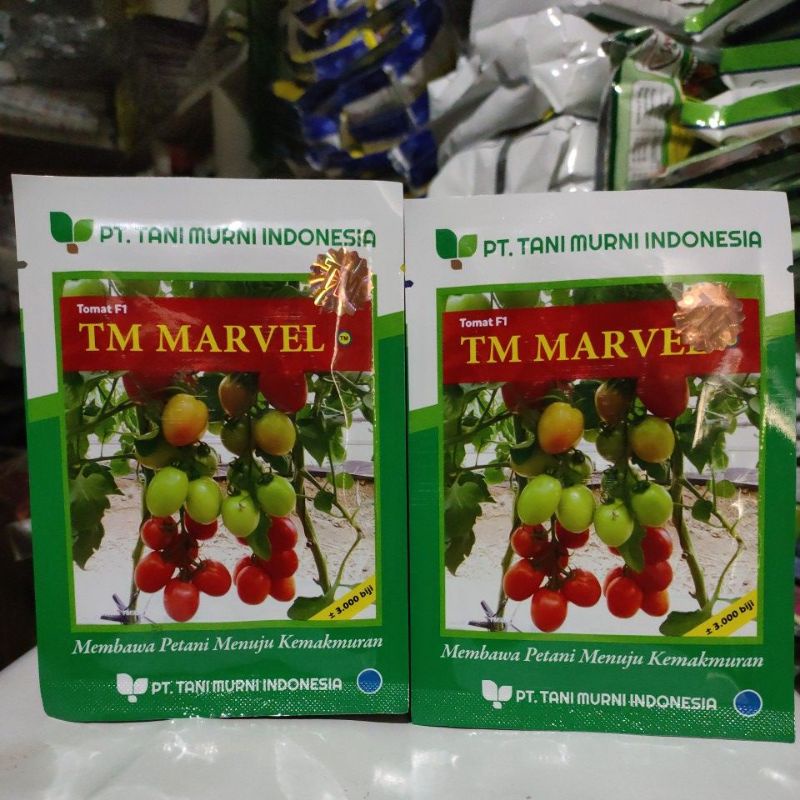 PT. TANI MURNI INDONESIA
Tomat F1
TM MARVEL
TM
± 3.000 biji
Membawa Petani Menuju Kemakmuran
PT. TANI MURNI INDONESIA
PT. TANI MURNI INDONESIA
Tomat F1
TM MARVEL
± 3.000 biji
Membawa Petani Menuju Kemakmuran
PT. TANI MURNI INDONESIA